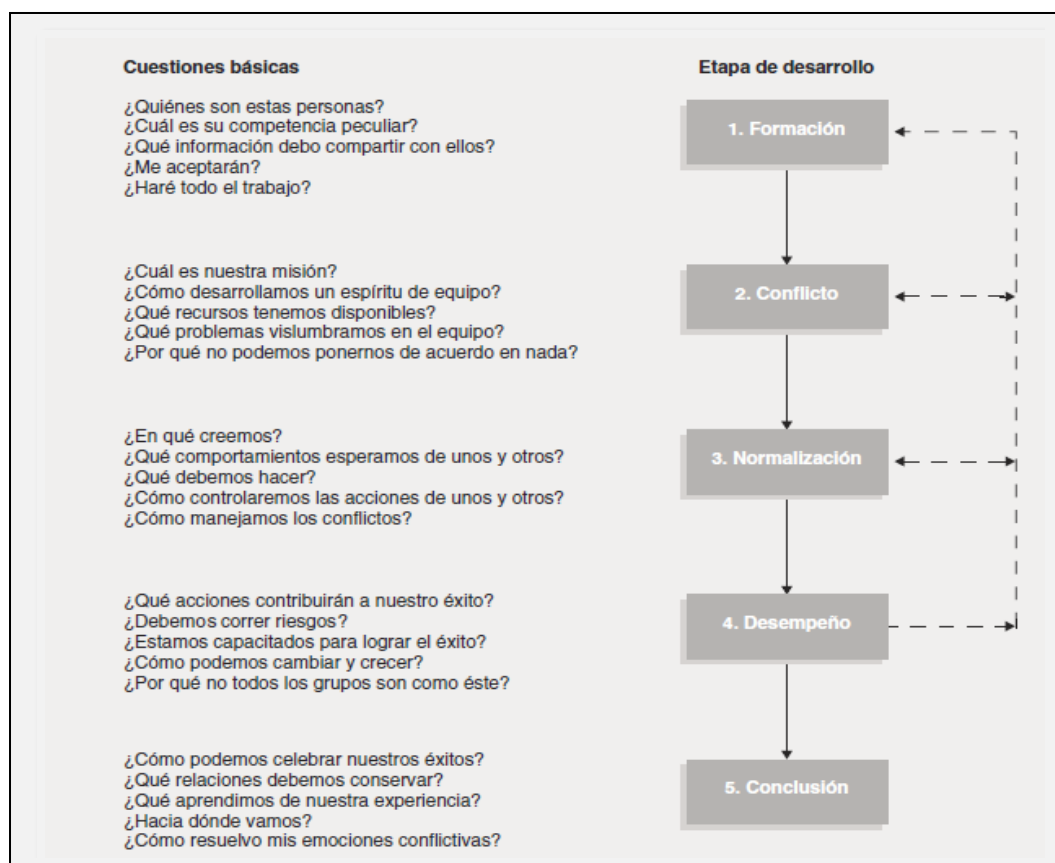 Cuestiones básicas
Etapa de desarrollo
¿Quiénes son estas personas?
¿Cuál es su competencia peculiar?
¿Qué información debo compartir con ellos?
¿Me aceptarán?
¿Haré todo el trabajo?
1. Formación
¿Cuál es nuestra misión?
¿Cómo desarrollamos un espíritu de equipo?
¿Qué recursos tenemos disponibles?
¿Qué problemas vislumbramos en el equipo?
¿Por qué no podemos ponernos de acuerdo en nada?
2. Conflicto
¿En qué creemos?
¿Qué comportamientos esperamos de unos y otros?
¿Qué debemos hacer?
¿Cómo controlaremos las acciones de unos y otros?
¿Cómo manejamos los conflictos?
3. Normalización
¿Qué acciones contribuirán a nuestro éxito?
¿Debemos correr riesgos?
¿Estamos capacitados para lograr el éxito?
¿Cómo podemos cambiar y crecer?
¿Por qué no todos los grupos son como éste?
4. Desempeño
¿Cómo podemos celebrar nuestros éxitos?
¿Qué relaciones debemos conservar?
¿Qué aprendimos de nuestra experiencia?
¿Hacia dónde vamos?
¿Cómo resuelvo mis emociones conflictivas?
5. Conclusión